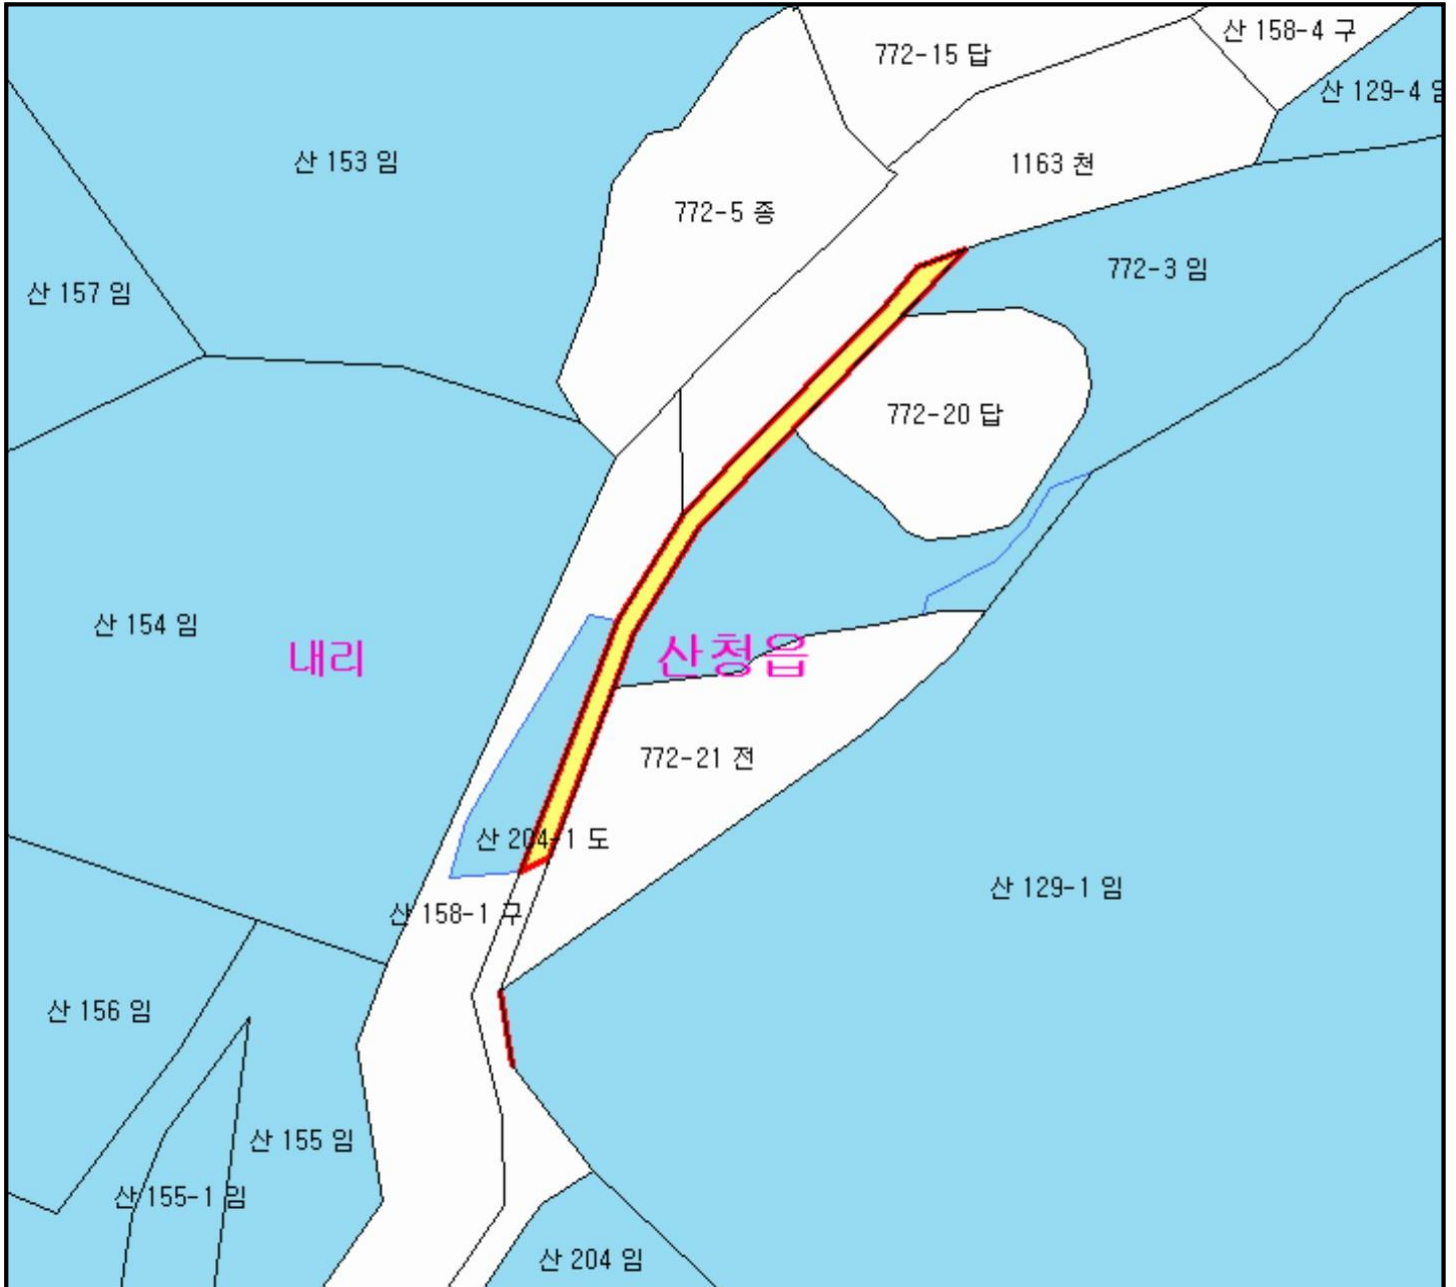 산 158-4 구
772-15 답
산 129-4 임
산 153 임
1163 천
772-5 종
772-3 임
산 157 임
772-20 답
산 154 임
내리
산청읍
772-21 전
산 204-1 도
산 129-1 임
산 158-1 구
산 156 임
산 155 임
산 155-1 임
산 204 임